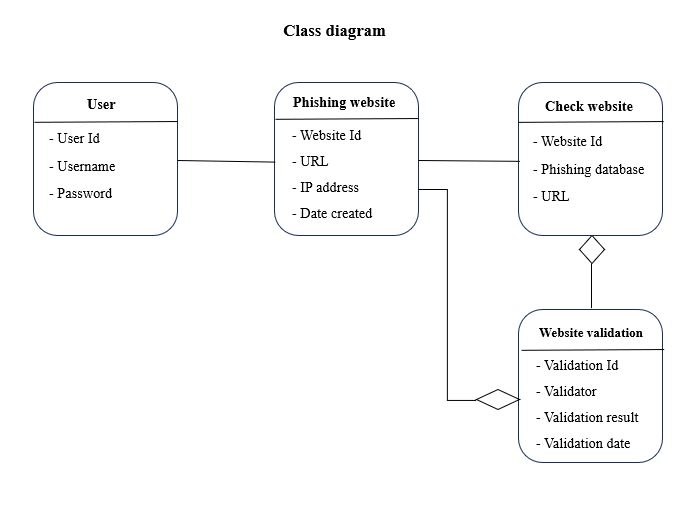 Class diagram
User
- User Id
- Username
- Password
Phishing website
- Website Id
- URL
- IP address
- Date created
Check website
- Website Id
- Phishing database
- URL
Website validation
- Validation Id
- Validator
- Validation result
- Validation date